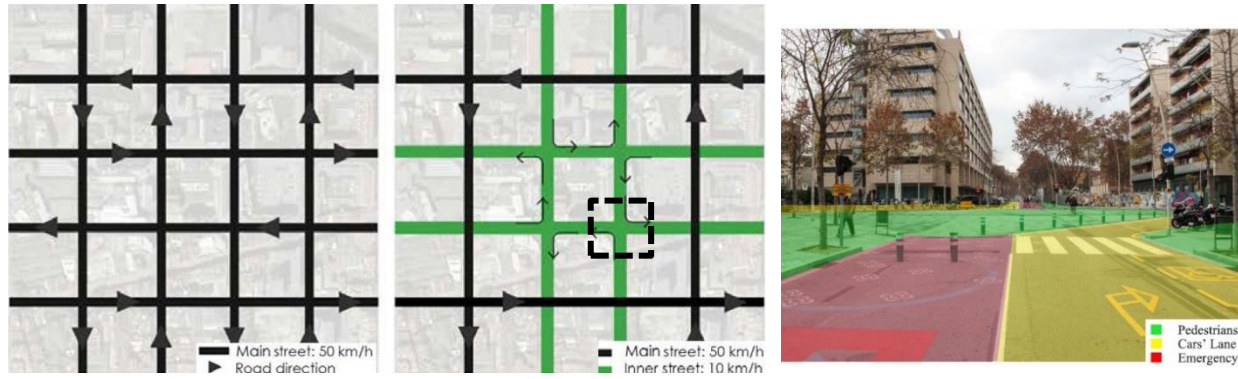 Main street: 50 km/h
Road direction
Main street: 50 km/h
Inner street: 10 km/h
Pedestrians
Cars' Lane
Emergency